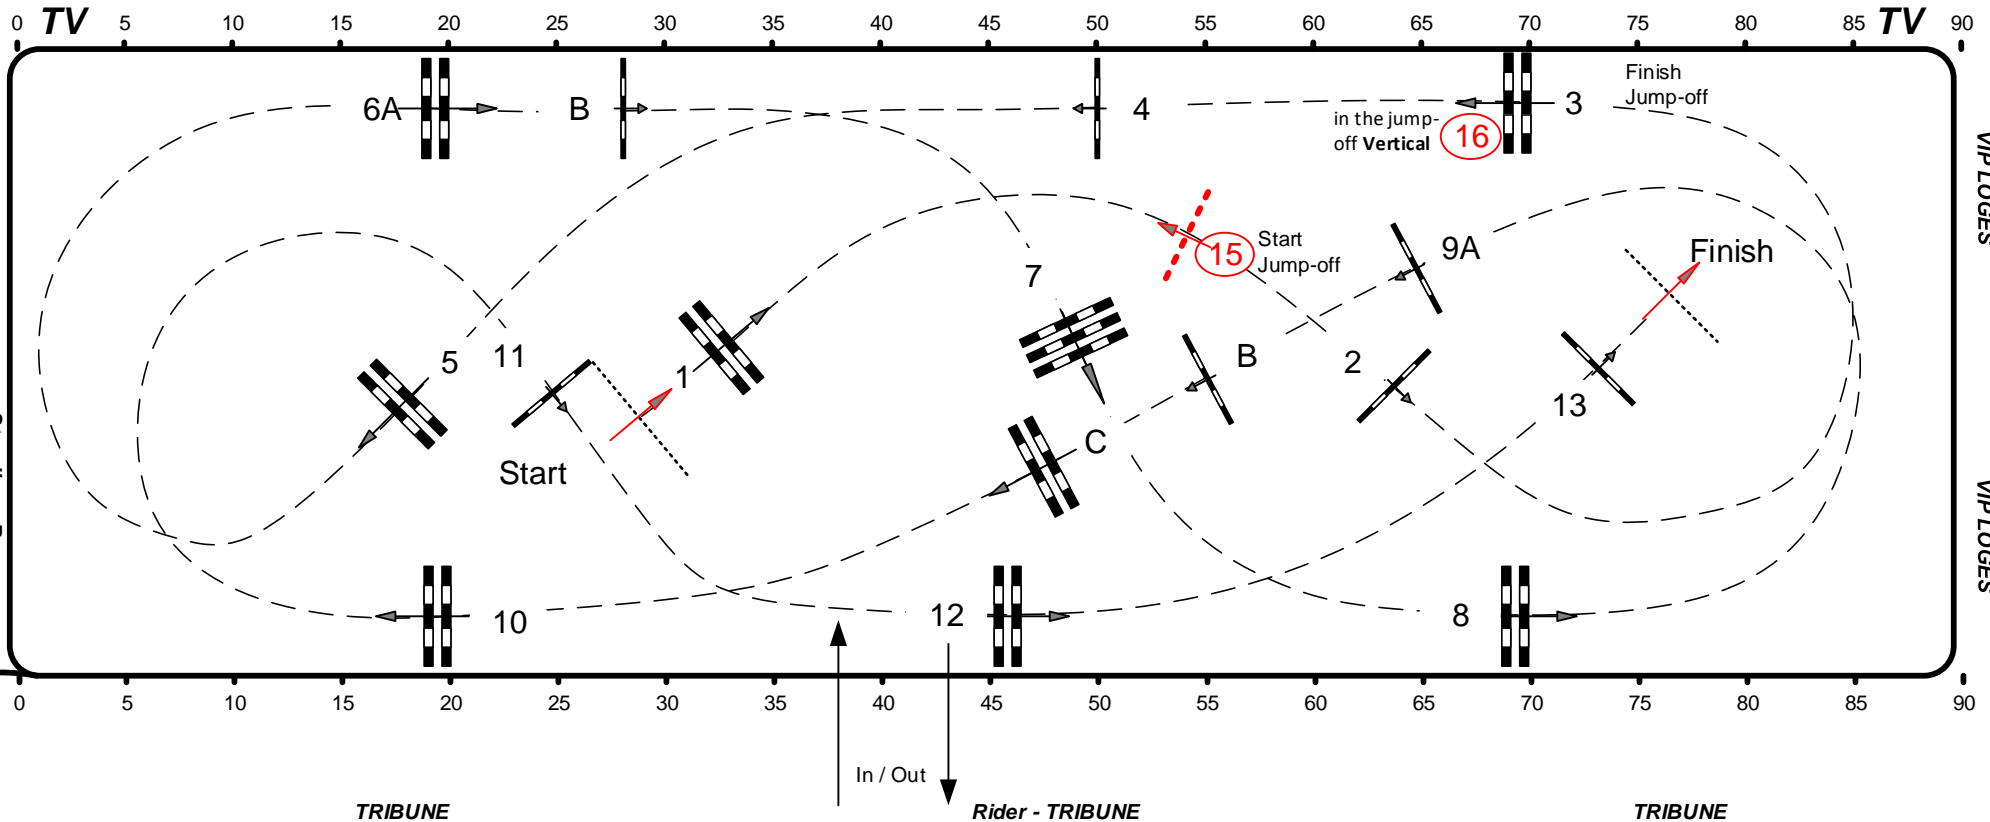 0 TV 5 10 15 20 25 30 35 40 45 50 55 60 65 70 75 80 85 TV 90
6A B 4 3
Finish
Jump-off
in the jump-
off Vertical
16
VIP LOGES
15
Start
Jump-off
7
9A
Finish
5
11
1
B
2
13
C
Start
VIP LOGES
10
12
8
0 5 10 15 20 25 30 35 40 45 50 55 60 65 70 75 80 85 90
In / Out
TRIBUNE
Rider - TRIBUNE
TRIBUNE